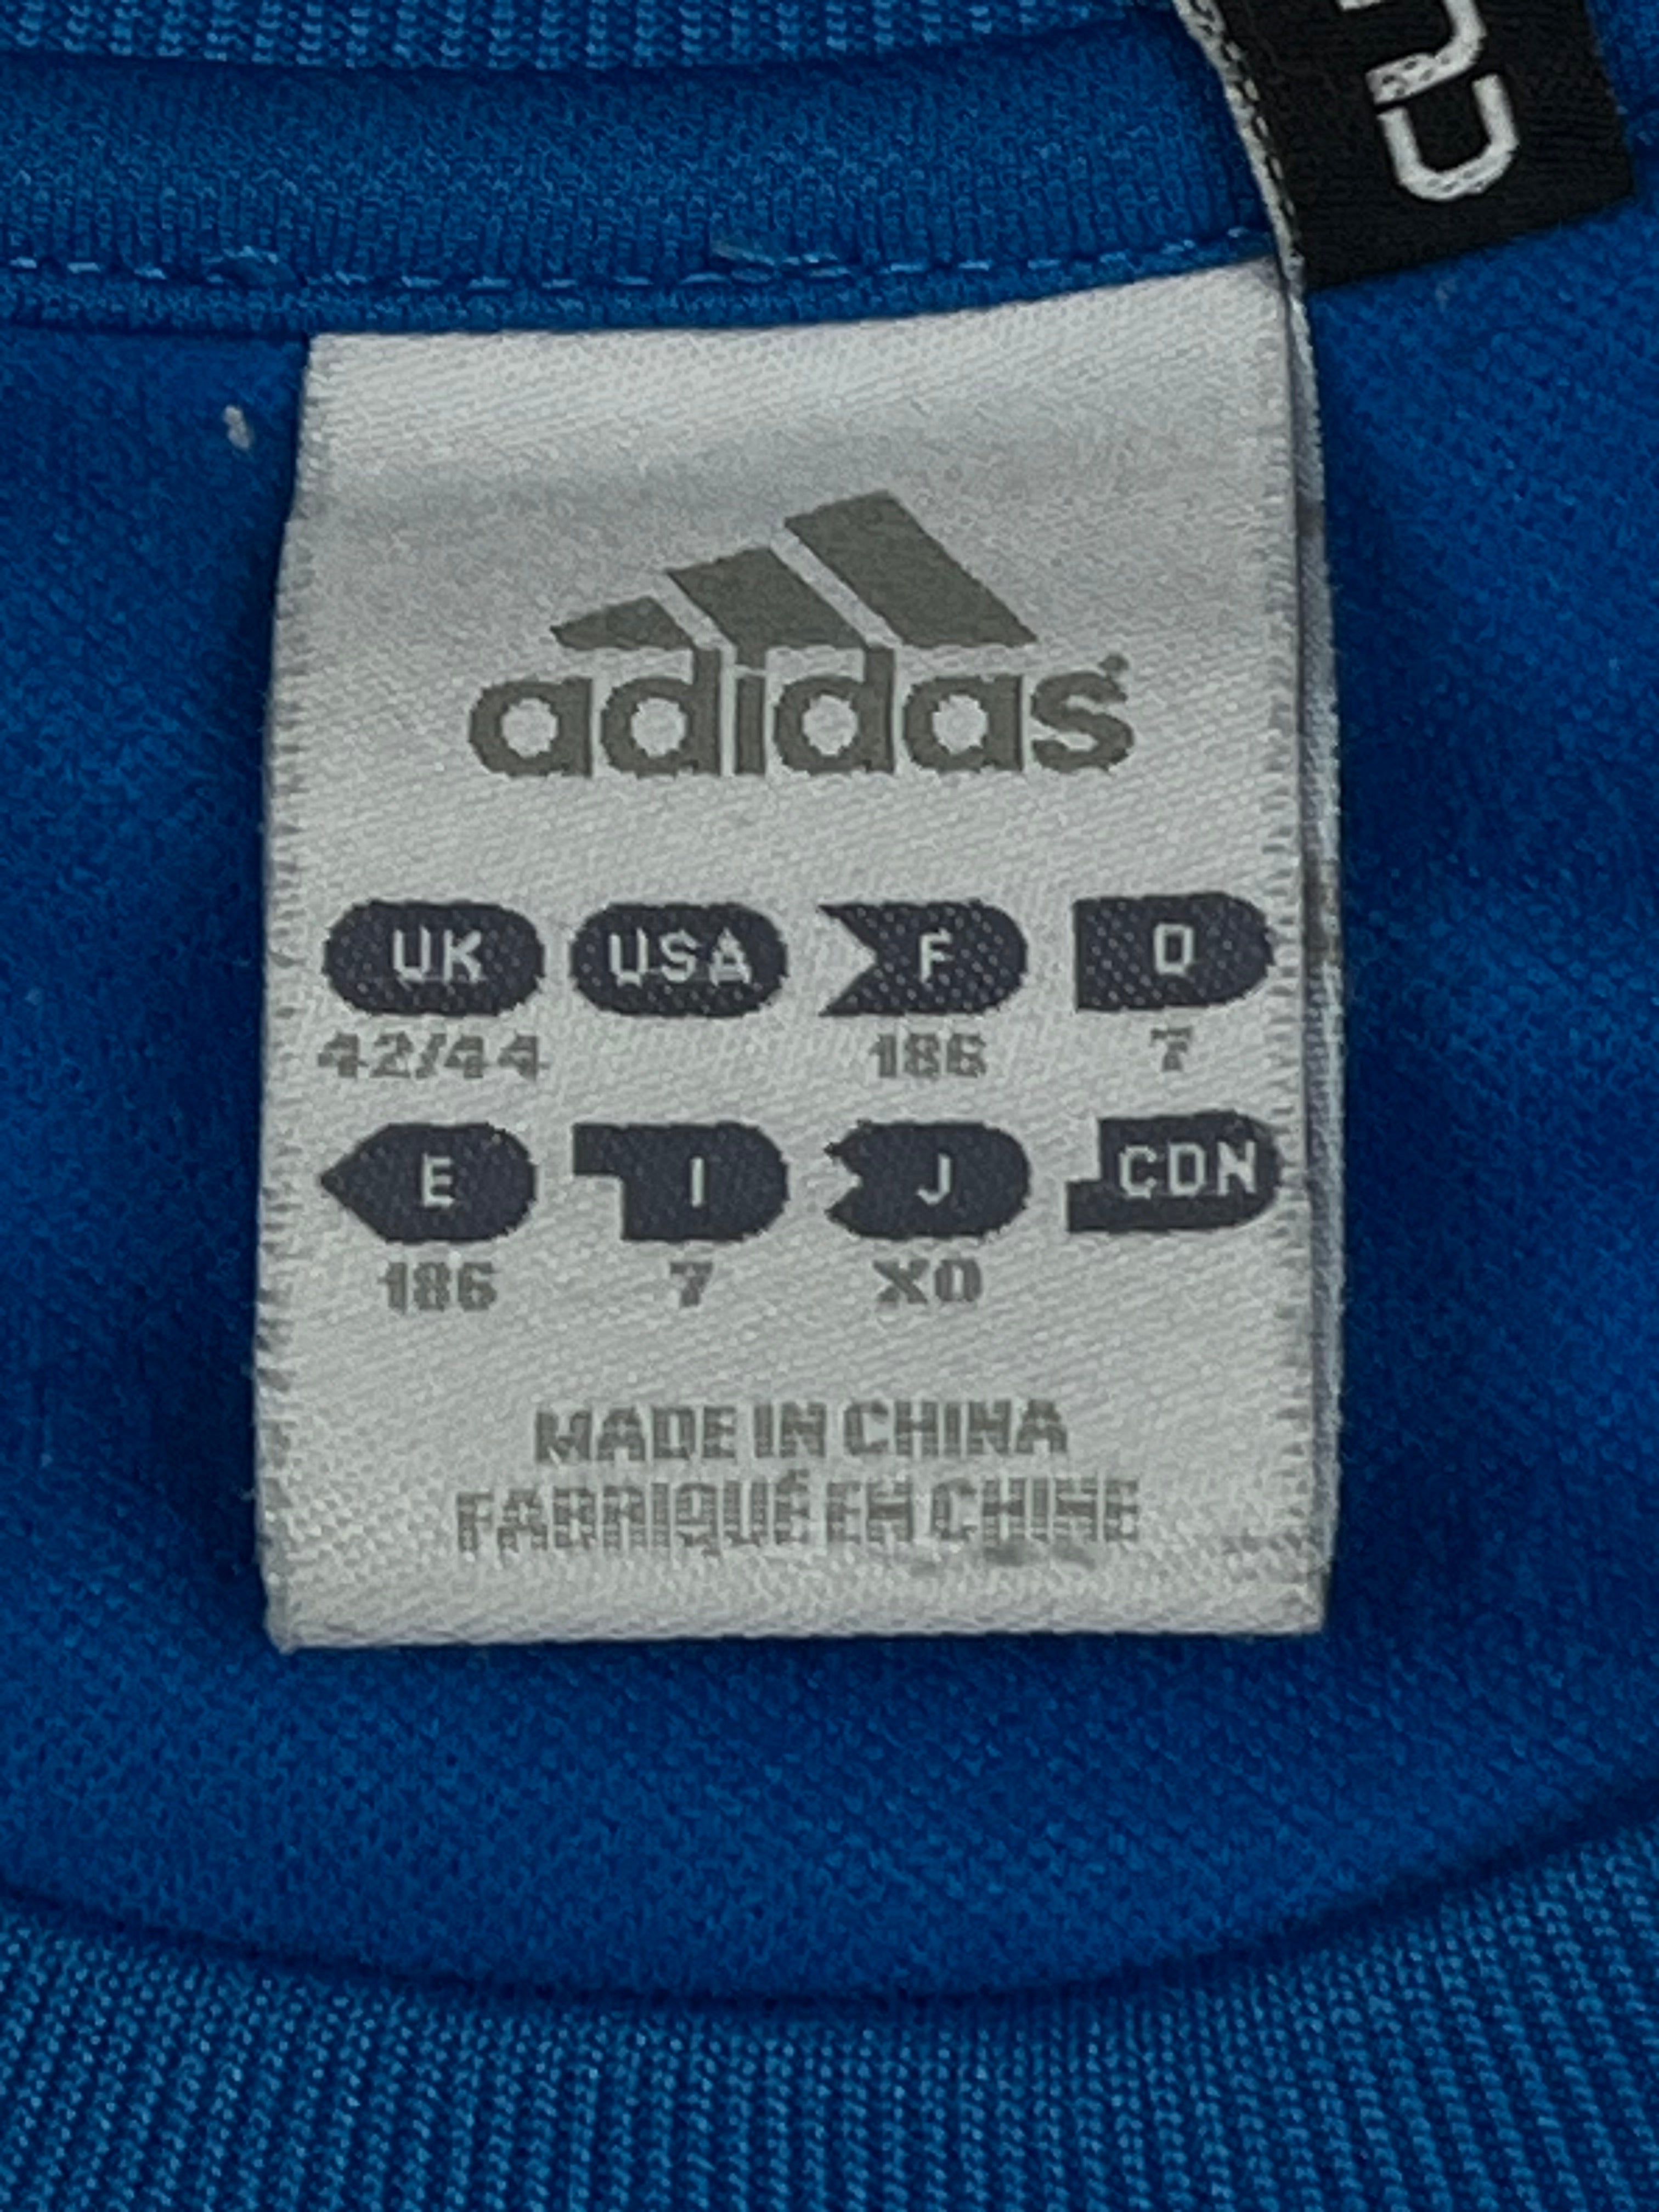 adidas
UK USA F D
42/44 186 7
E I J CDN
186 7 XO
MADE IN CHINA
FABRIQUÉ EN CHINE